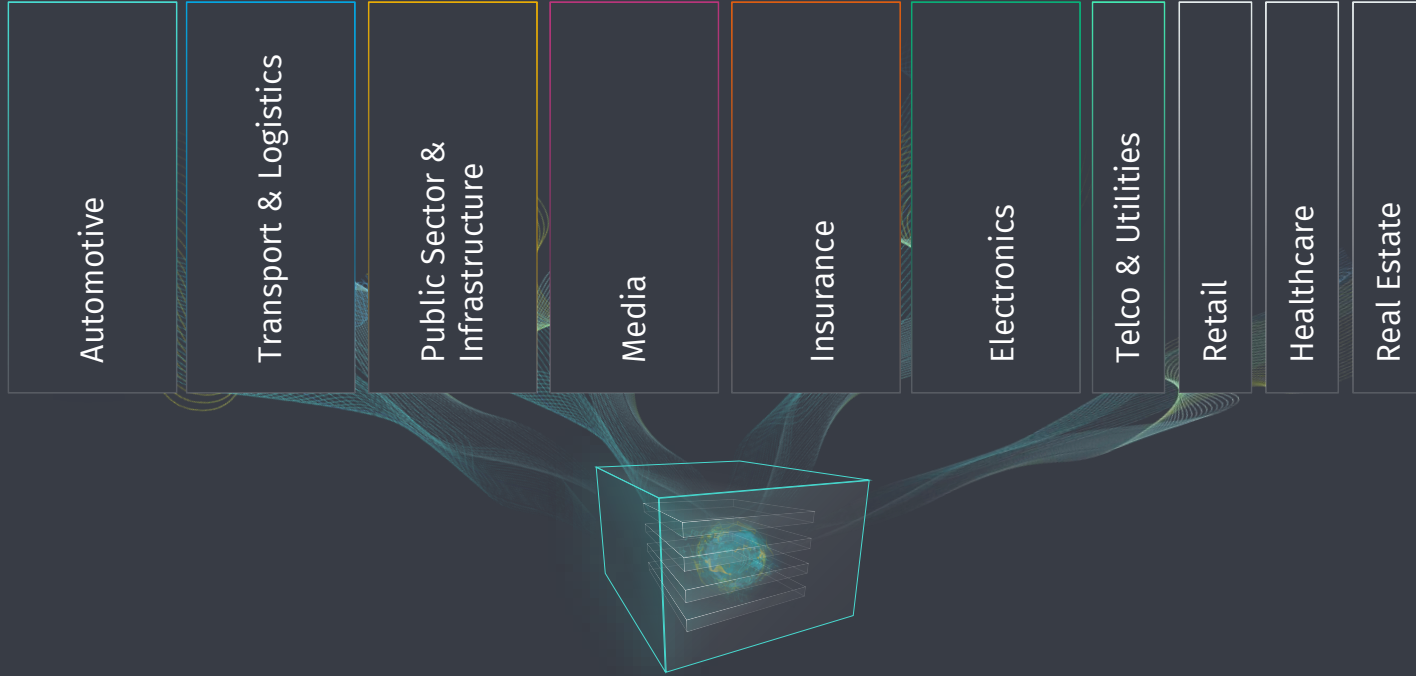 Automotive
Transport & Logistics
Public Sector &
Infrastructure
Media
Insurance
Electronics
Telco & Utilities
Retail
Healthcare
Real Estate